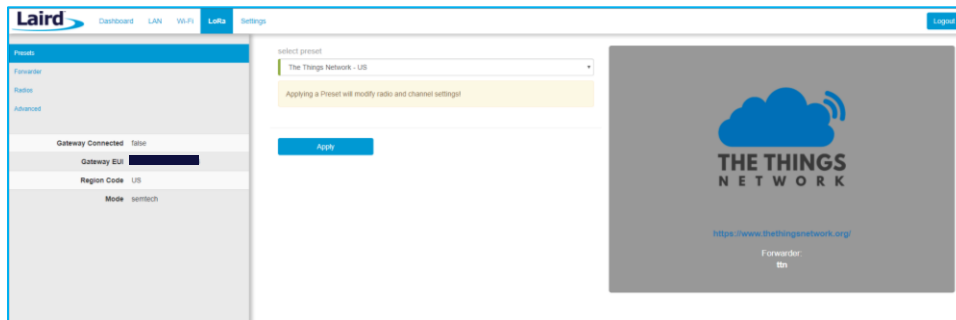 Laird
Dashboard LAN Wi-Fi LoRa Settings Logout
Presets
Forwarder
Radios
Advanced
Gateway Connected false
Gateway EUI
Region Code US
Mode semtech
select preset
The Things Network - US
Applying a Preset will modify radio and channel settings!
Apply
THE THINGS
NETWORK
https://www.thethingsnetwork.org/
Forwarder:
ttn